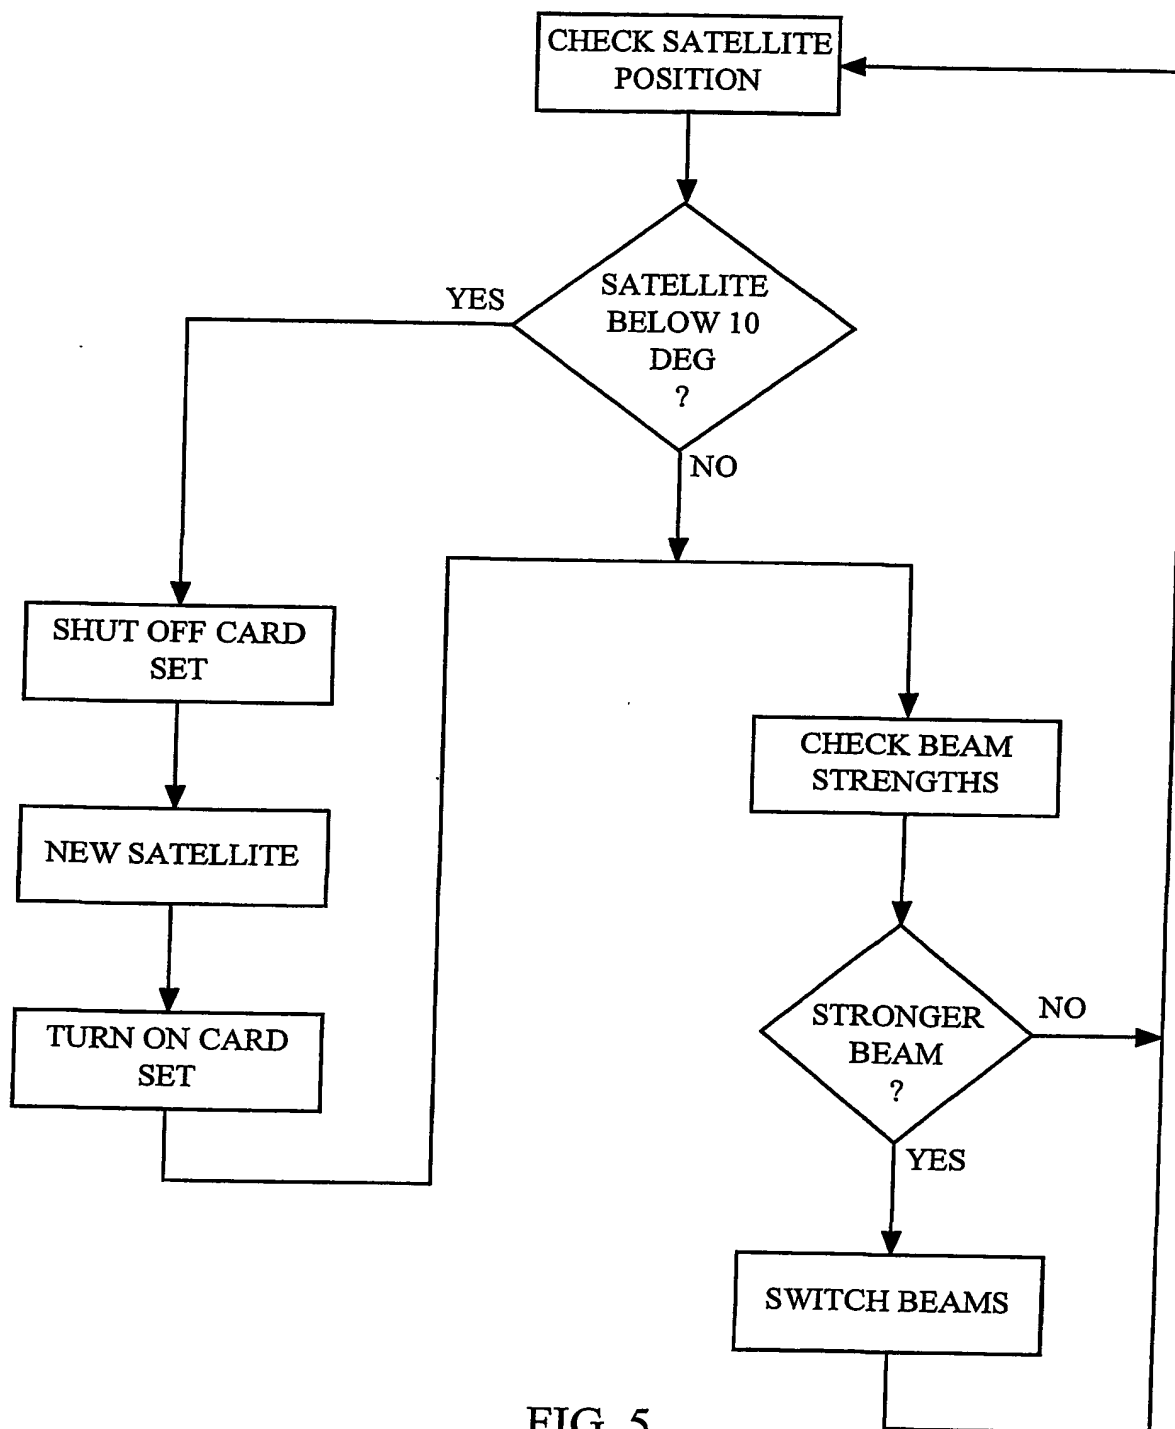 CHECK SATELLITE
POSITION
SATELLITE
BELOW 10
DEG
?
YES
NO
SHUT OFF CARD
SET
NEW SATELLITE
TURN ON CARD
SET
CHECK BEAM
STRENGTHS
STRONGER
BEAM
?
NO
YES
SWITCH BEAMS
FIG. 5